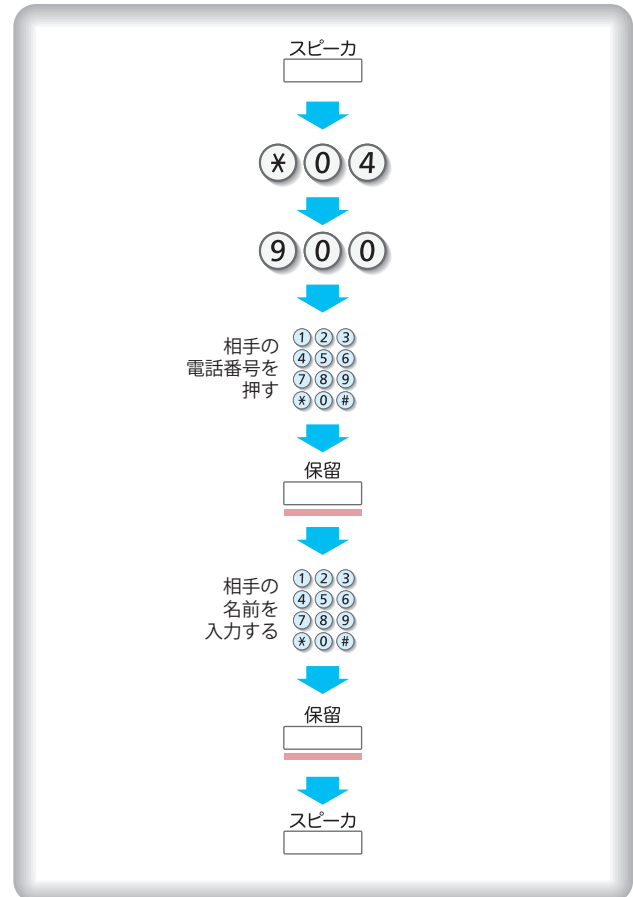 スピーカ
*04
900
相手の
電話番号を
押す
123
456
789
*0#
保留
相手の
名前を
入力する
123
456
789
*0#
保留
スピーカ